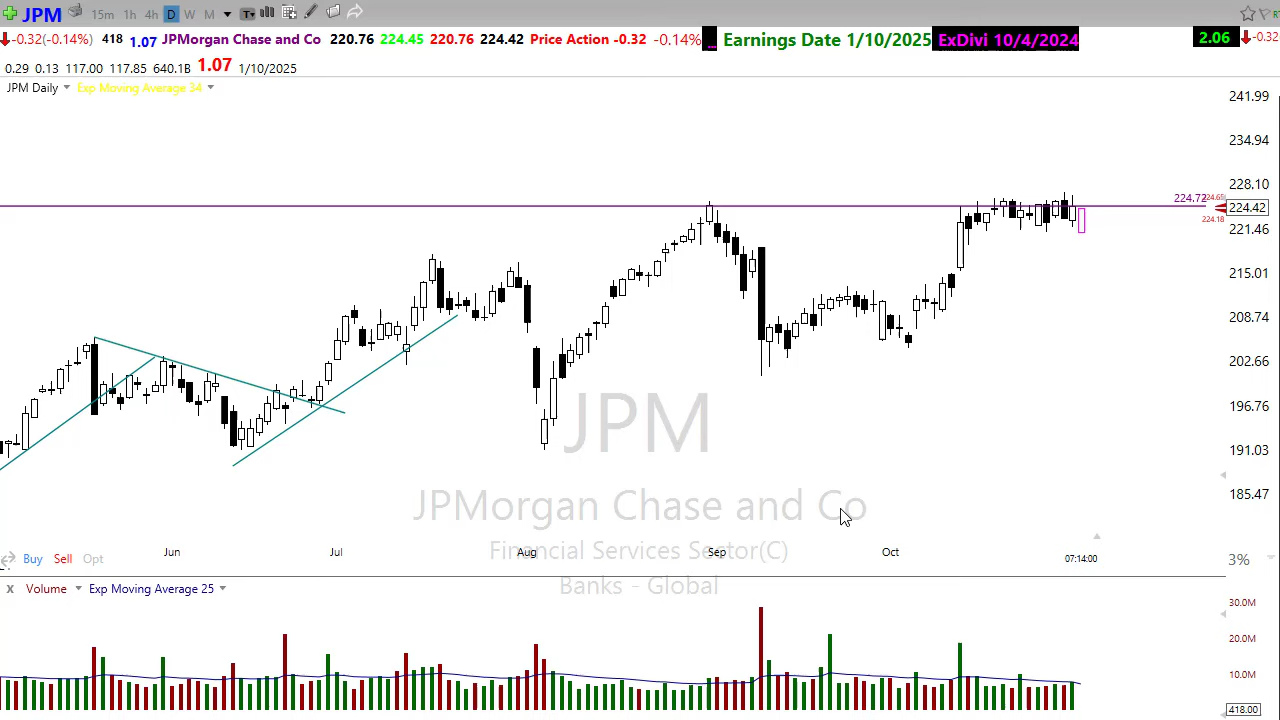 JPM 15m 1h 4h D W M
-0.32(-0.14%) 418 1.07 JPMorgan Chase and Co 220.76 224.45 220.76 224.42 Price Action -0.32 -0.14% ... Earnings Date 1/10/2025 ExDivi 10/4/2024 2.06 -0.32
0.29 0.13 117.00 117.85 640.1B 1.07 1/10/2025
JPM Daily Exp Moving Average 34
241.99
234.94
228.10
224.72 224.65
224.42
224.18
221.46
215.01
208.74
202.66
196.76
191.03
185.47
JPM
JPMorgan Chase and Co
Financial Services Sector(C)
Banks - Global
Jun Jul Aug Sep Oct
Buy Sell Opt 07:14:00 3%
X Volume Exp Moving Average 25
30.0M
20.0M
10.0M
418.00